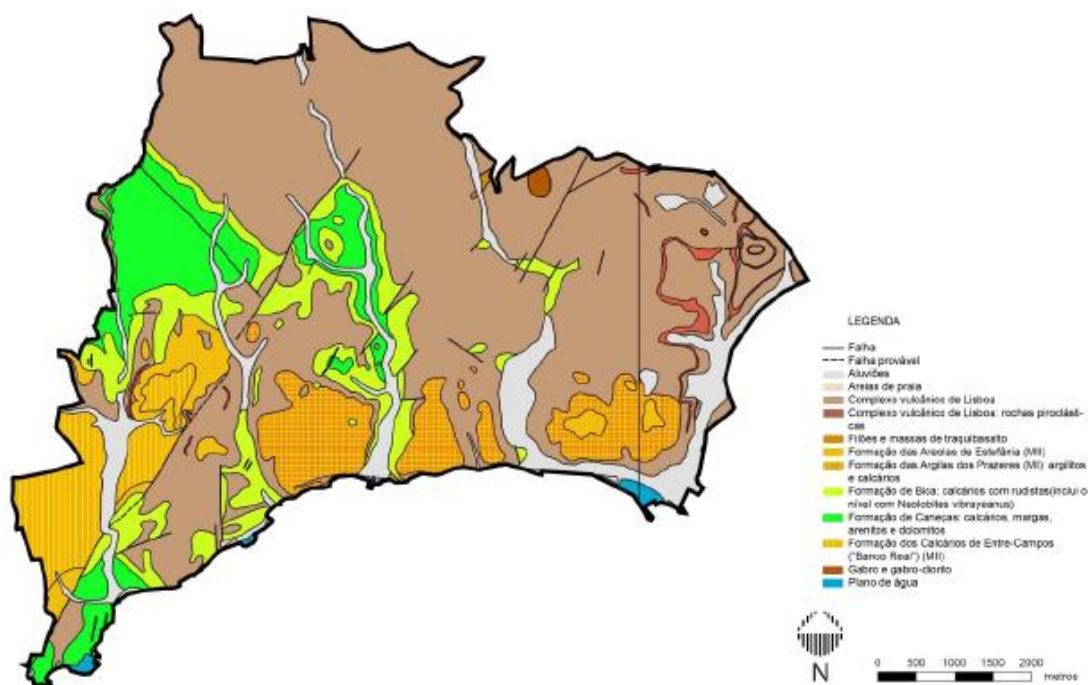 LEGENDA
Falha
Falha provável
Aluviões
Areias de praia
Complexo vulcânico de Lisboa
Complexo vulcânico de Lisboa: rochas piroclásti-
cas
Filões e massas de traquibasalto
Formação das Areolas de Estefânia (MII)
Formação das Argilas dos Prazeres (MI): argilitos
e calcários
Formação de Bica: calcários com rudistas(inclui o
nível com Neolobites vibrayeanus)
Formação de Caneças: calcários, margas,
arenitos e dolomitos
Formação dos Calcários de Entre-Campos
("Banco Real") (MII)
Gabro e gabro-diorito
Plano de água
N
0 500 1000 1500 2000
metros